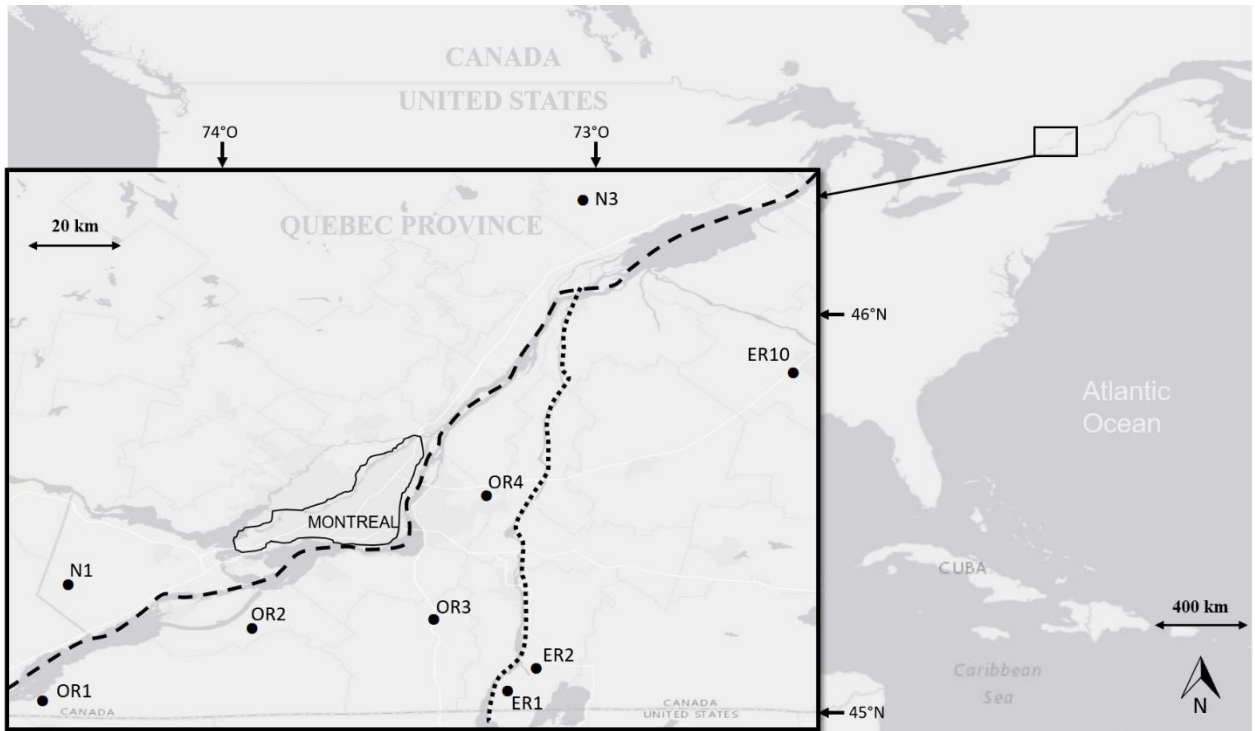 CANADA
UNITED STATES
74°O
73°O
N3
20 km
QUEBEC PROVINCE
46°N
ER10
Atlantic
Ocean
OR4
MONTREAL
N1
CUBA
OR2
OR3
400 km
ER2
Caribbean
Sea
OR1
ER1
CANADA
CANADA
UNITED STATES
45°N
N